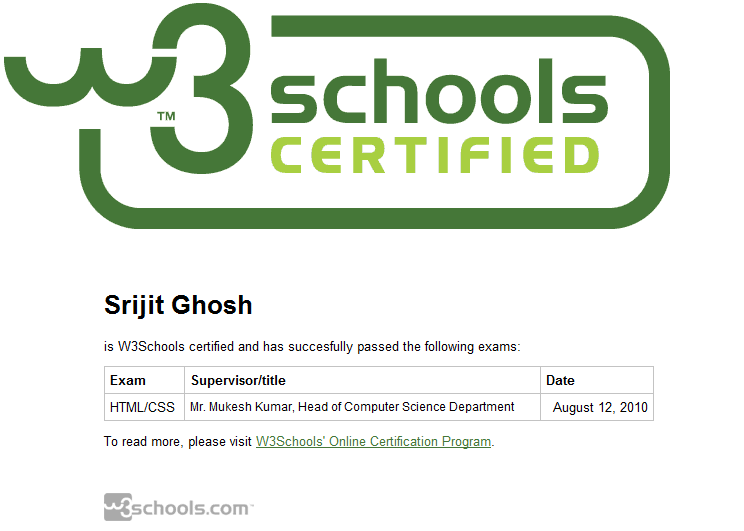 w3schools
TM
CERTIFIED
Srijit Ghosh
is W3Schools certified and has succesfully passed the following exams:
Exam Supervisor/title Date
HTML/CSS Mr. Mukesh Kumar, Head of Computer Science Department August 12, 2010
To read more, please visit W3Schools' Online Certification Program.
w3schools.com™